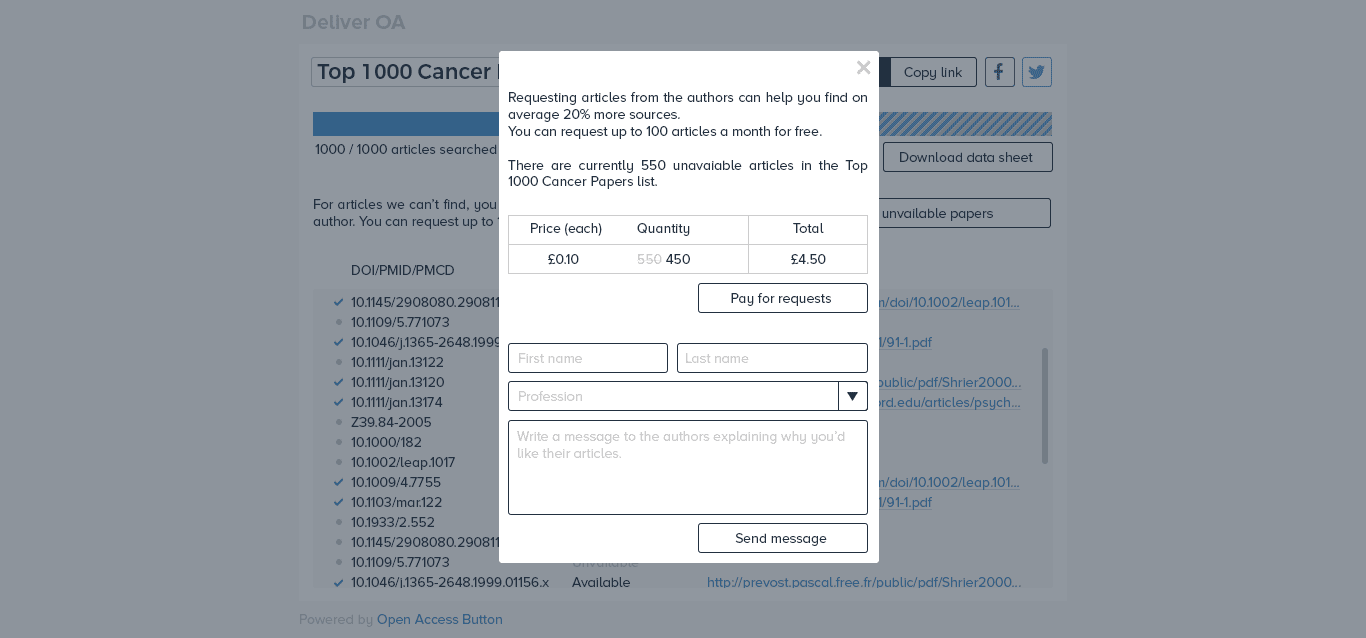 Deliver OA
Top 1000 Cancer
Copy link
1000 / 1000 articles searched
Download data sheet
For articles we can't find, you
author. You can request up to
unvailable papers
DOI/PMID/PMCD
10.1145/2908080.290811
m/doi/10.1002/leap.101...
10.1109/5.771073
10.1046/j.1365-2648.1999
1/91-1.pdf
10.1111/jan.13122
10.1111/jan.13120
public/pdf/Shrier2000...
10.1111/jan.13174
ord.edu/articles/psych...
Z39.84-2005
10.1000/182
10.1002/leap.1017
10.1009/4.7755
m/doi/10.1002/leap.101...
10.1103/mar.122
1/91-1.pdf
10.1933/2.552
10.1145/2908080.290811
10.1109/5.771073
Unvailable
10.1046/j.1365-2648.1999.01156.x Available http://prevost.pascal.free.fr/public/pdf/Shrier2000...
Powered by Open Access Button
×
Requesting articles from the authors can help you find on
average 20% more sources.
You can request up to 100 articles a month for free.
There are currently 550 unavaiable articles in the Top
1000 Cancer Papers list.
Price (each) Quantity Total
£0.10 550 450 £4.50
Pay for requests
First name Last name
Profession
Write a message to the authors explaining why you'd
like their articles.
Send message